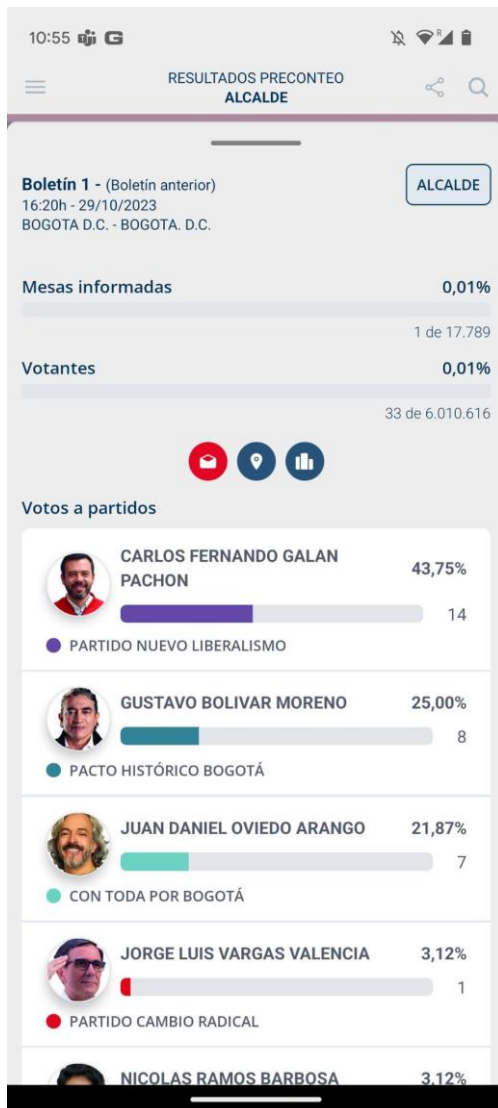 10:55
RESULTADOS PRECONTEO
ALCALDE
Boletín 1 - (Boletín anterior)
ALCALDE
16:20h - 29/10/2023
BOGOTA D.C. - BOGOTA. D.C.
Mesas informadas 0,01%
1 de 17.789
Votantes 0,01%
33 de 6.010.616
Votos a partidos
CARLOS FERNANDO GALAN
PACHON
43,75%
14
PARTIDO NUEVO LIBERALISMO
GUSTAVO BOLIVAR MORENO 25,00%
8
PACTO HISTÓRICO BOGOTÁ
JUAN DANIEL OVIEDO ARANGO 21,87%
7
CON TODA POR BOGOTÁ
JORGE LUIS VARGAS VALENCIA 3,12%
1
PARTIDO CAMBIO RADICAL
NICOLAS RAMOS BARBOSA 3,12%